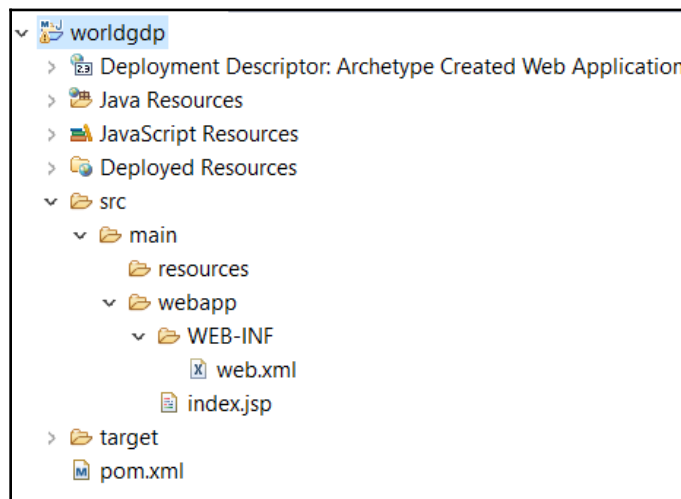 worldgdp
Deployment Descriptor: Archetype Created Web Application
Java Resources
JavaScript Resources
Deployed Resources
src
main
resources
webapp
WEB-INF
web.xml
index.jsp
target
pom.xml